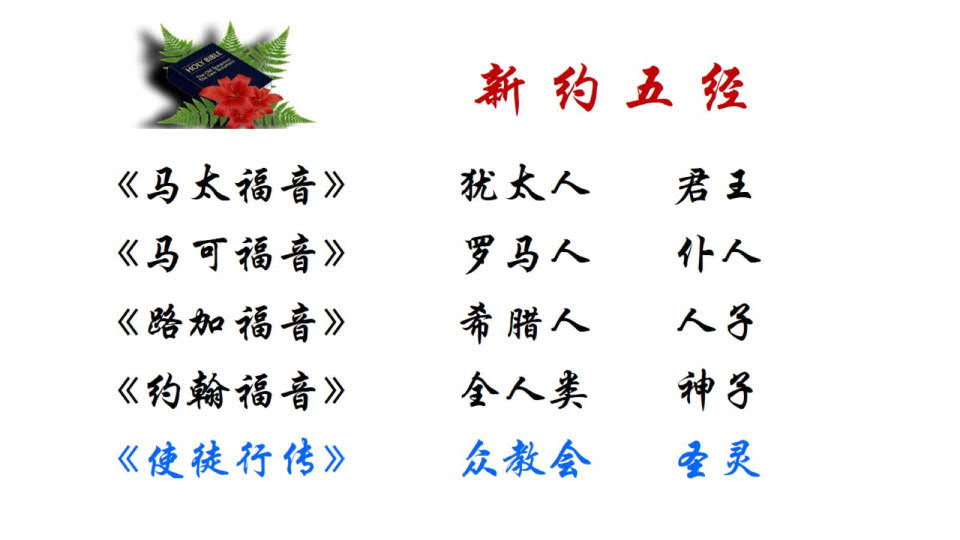 HOLY BIBLE
新约五经
《马太福音》 犹太人 君王
《马可福音》 罗马人 仆人
《路加福音》 希腊人 人子
《约翰福音》 全人类 神子
《使徒行传》 众教会 圣灵